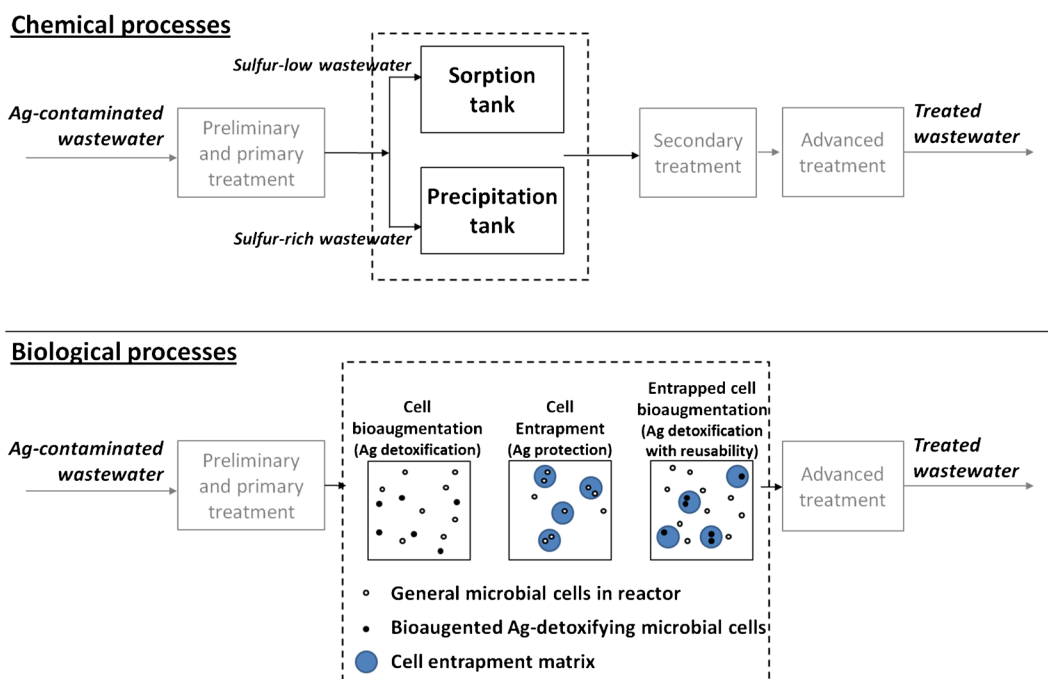 Chemical processes
Sulfur-low wastewater
Sorption
tank
Ag-contaminated
wastewater
Preliminary
and primary
treatment
Precipitation
tank
Sulfur-rich wastewater
Secondary
treatment
Advanced
treatment
Treated
wastewater
Biological processes
Ag-contaminated
wastewater
Preliminary
and primary
treatment
Cell
bioaugmentation
(Ag detoxification)
Cell
Entrapment
(Ag protection)
Entrapped cell
bioaugmentation
(Ag detoxification
with reusability)
Advanced
treatment
Treated
wastewater
General microbial cells in reactor
Bioaugented Ag-detoxifying microbial cells
Cell entrapment matrix